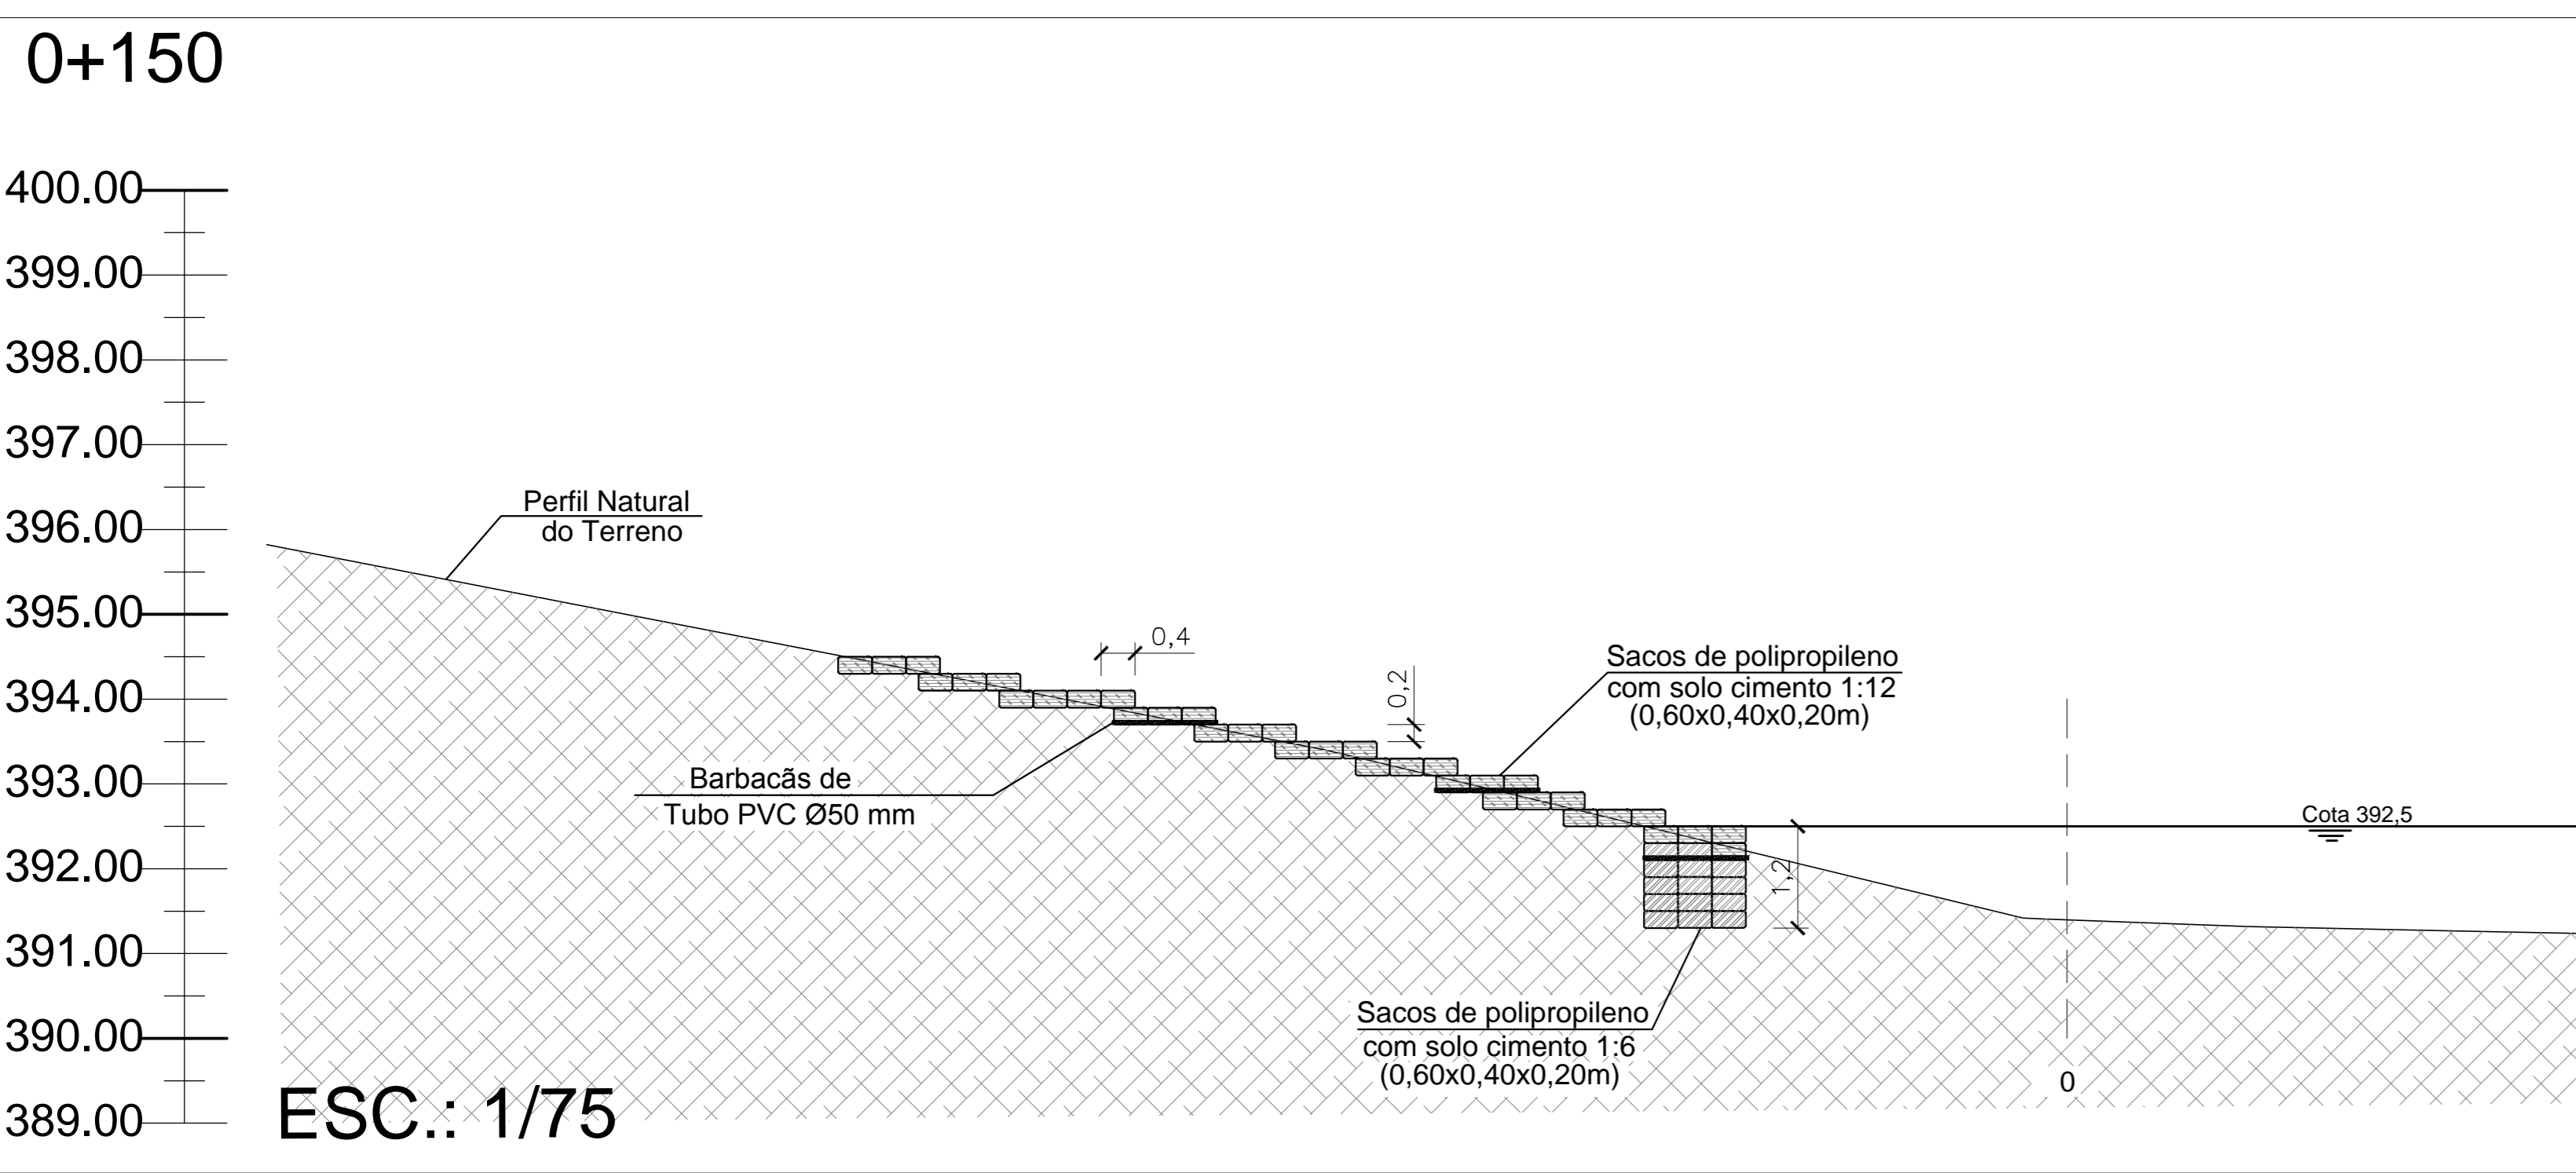 0+150
400.00
399.00
398.00
397.00
396.00
395.00
394.00
393.00
392.00
391.00
390.00
389.00
Perfil Natural
do Terreno
0,4
0,2
Sacos de polipropileno
com solo cimento 1:12
(0,60x0,40x0,20m)
Barbacãs de
Tubo PVC Ø50 mm
Cota 392,5
1,2
Sacos de polipropileno
com solo cimento 1:6
(0,60x0,40x0,20m)
0
ESC.: 1/75